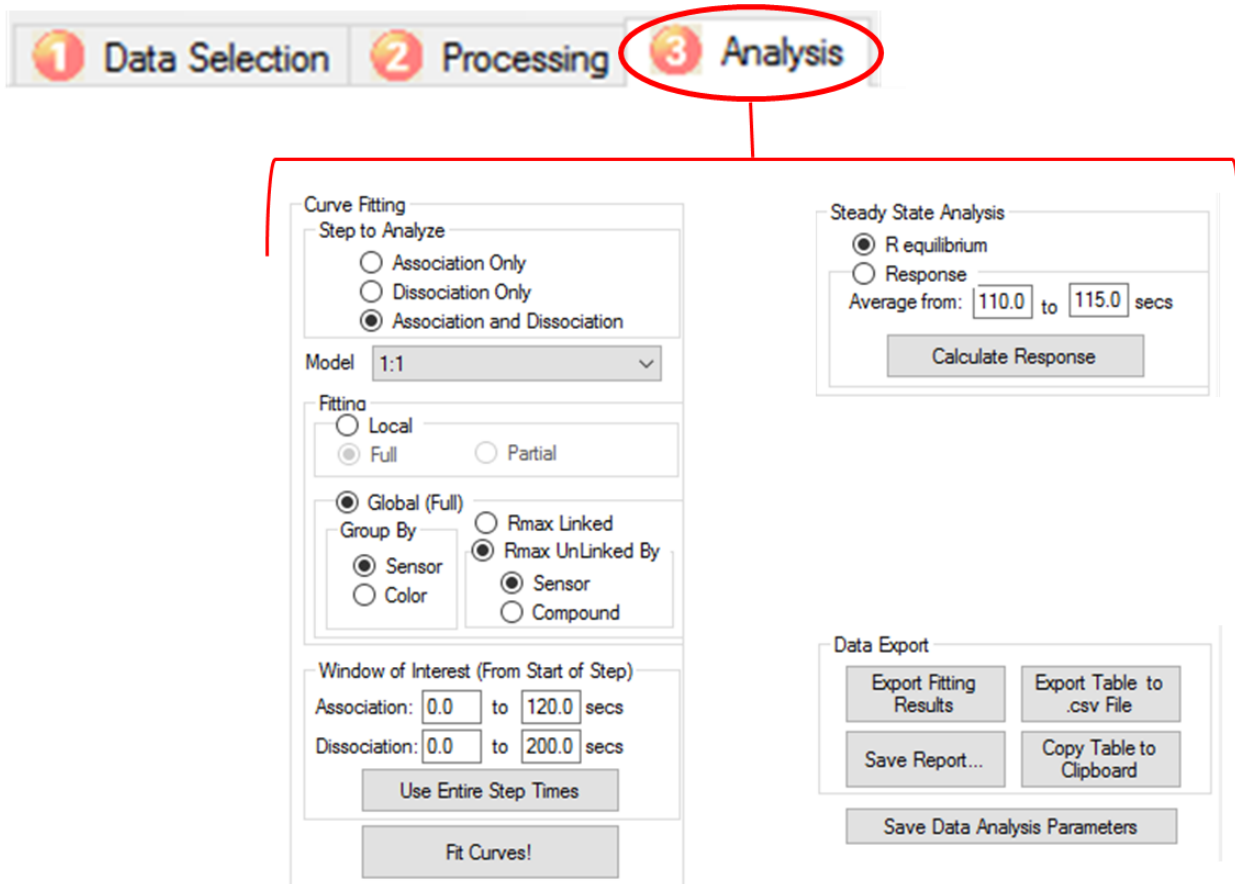 1 Data Selection 2 Processing 3 Analysis
Curve Fitting
Step to Analyze
Association Only
Dissociation Only
Association and Dissociation
Model 1:1
Fitting
Local
Full Partial
Global (Full)
Group By
Sensor
Color
Rmax Linked
Rmax UnLinked By
Sensor
Compound
Window of Interest (From Start of Step)
Association: 0.0 to 120.0 secs
Dissociation: 0.0 to 200.0 secs
Use Entire Step Times
Fit Curves!
Steady State Analysis
R equilibrium
Response
Average from: 110.0 to 115.0 secs
Calculate Response
Data Export
Export Fitting
Results
Export Table to
.csv File
Save Report...
Copy Table to
Clipboard
Save Data Analysis Parameters